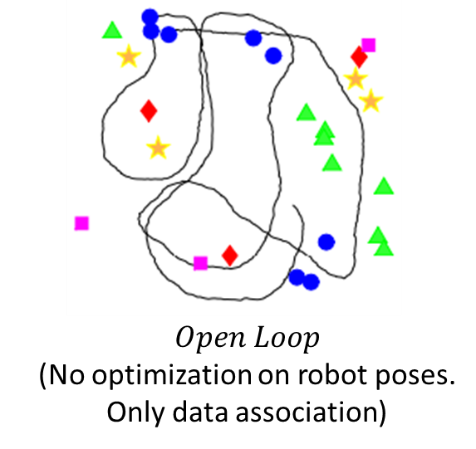 Open Loop
(No optimization on robot poses.
Only data association)